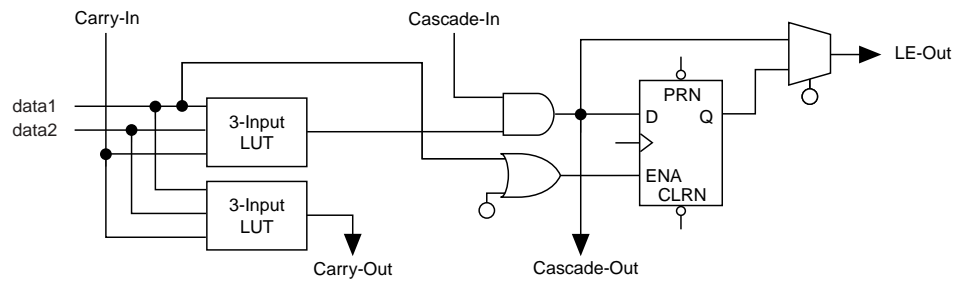 Carry-In
Cascade-In
LE-Out
data1
data2
3-Input
LUT
PRN
D
Q
ENA
CLRN
3-Input
LUT
Carry-Out
Cascade-Out